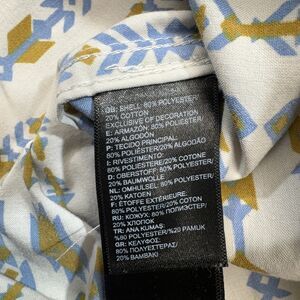 GB: SHELL: 80% POLYESTER/
20% COTTON
EXCLUSIVE OF DECORATION
E: ARMAZÓN: 80% POLIÉSTER/
20% ALGODÓN
P: TECIDO PRINCIPAL:
80% POLIÉSTER/20% ALGODÃO
I: RIVESTIMENTO:
80% POLIESTERE/20% COTONE
D: OBERSTOFF: 80% POLYESTER/
20% BAUMWOLLE
NL: OMHULSEL: 80% POLYESTER/
20% KATOEN
F: ÉTOFFE EXTÉRIEURE:
80% POLYESTER/20% COTON
RU: КОЖУХ: 80% ПОЛИЭСТЕР/
20% ХЛОПОК
TR: ANA KUMAŞ:
%80 POLYESTER/%20 PAMUK
GR: ΚΕΛΥΦΟΣ:
80% ΠΟΛΥΕΣΤΕΡΑΣ/
20% ΒΑΜΒΑΚΙ